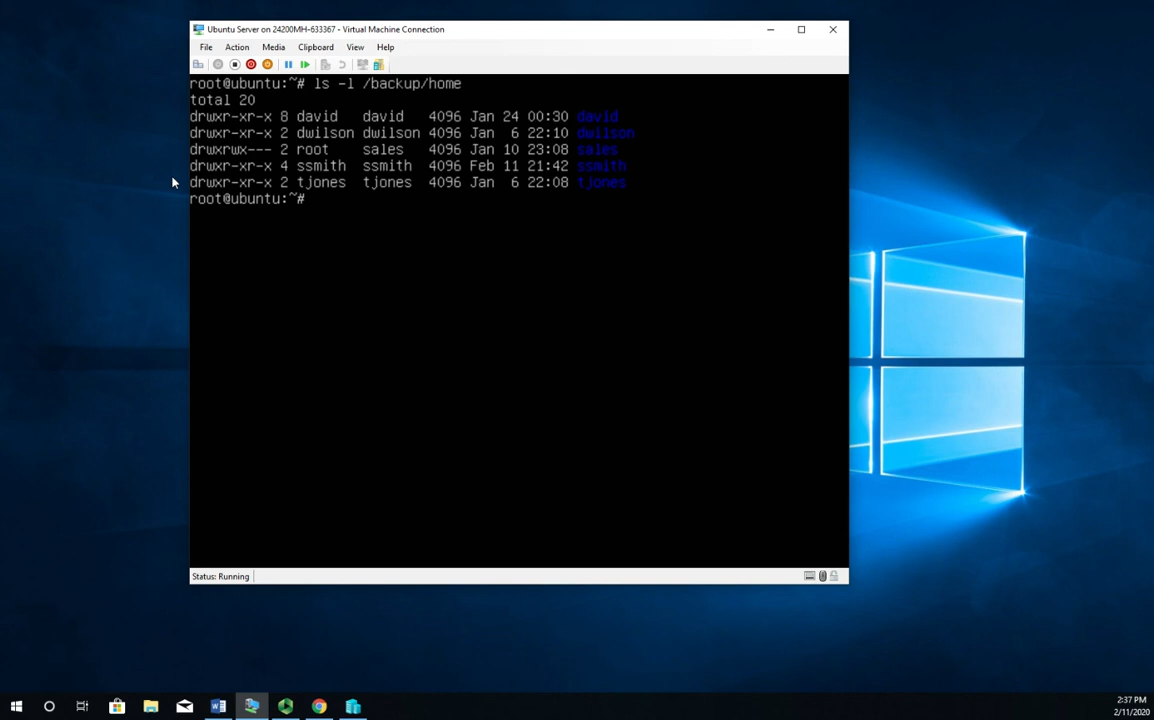 Ubuntu Server on 24200MH-633367 - Virtual Machine Connection
File Action Media Clipboard View Help
root@ubuntu:~# ls -l /backup/home
total 20
drwxr-xr-x 8 david david 4096 Jan 24 00:30 david
drwxr-xr-x 2 dwilson dwilson 4096 Jan 6 22:10 dwilson
drwxrwx--- 2 root sales 4096 Jan 10 23:08 sales
drwxr-xr-x 4 ssmith ssmith 4096 Feb 11 21:42 ssmith
drwxr-xr-x 2 tjones tjones 4096 Jan 6 22:08 tjones
root@ubuntu:~#
Status: Running
2:37 PM
2/11/2020